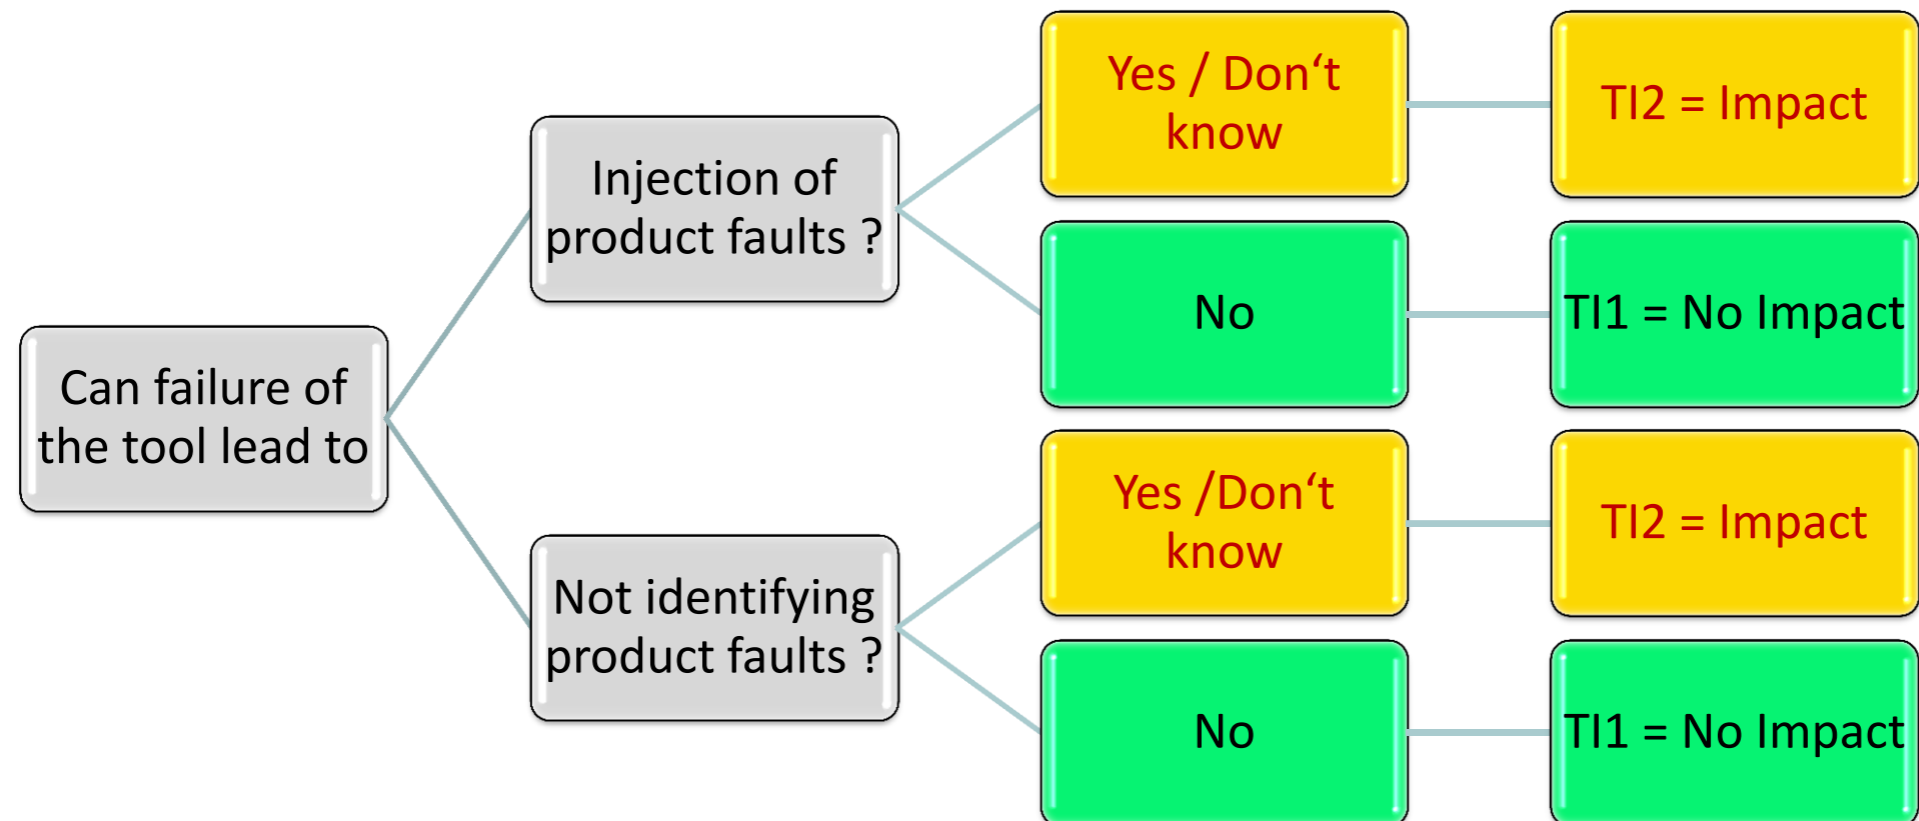 Can failure of
the tool lead to
Injection of
product faults ?
Yes / Don‘t
know
TI2 = Impact
No
TI1 = No Impact
Not identifying
product faults ?
Yes /Don‘t
know
TI2 = Impact
No
TI1 = No Impact